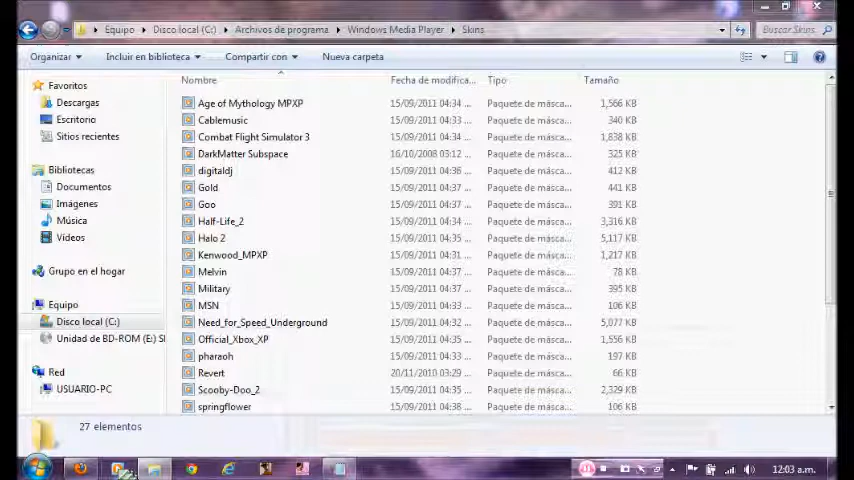 Equipo ▸ Disco local (C:) ▸ Archivos de programa ▸ Windows Media Player ▸ Skins
Buscar Skins
Organizar Incluir en biblioteca Compartir con Nueva carpeta
Nombre Fecha de modifica... Tipo Tamaño
Favoritos
Descargas
Escritorio
Sitios recientes
Bibliotecas
Documentos
Imágenes
Música
Vídeos
Grupo en el hogar
Equipo
Disco local (C:)
Unidad de BD-ROM (E:) S
Red
USUARIO-PC
Age of Mythology MPXP 15/09/2011 04:34 ... Paquete de másca... 1,566 KB
Cablemusic 15/09/2011 04:33 ... Paquete de másca... 340 KB
Combat Flight Simulator 3 15/09/2011 04:34 ... Paquete de másca... 1,838 KB
DarkMatter Subspace 16/10/2008 03:12 ... Paquete de másca... 325 KB
digitaldj 15/09/2011 04:36 ... Paquete de másca... 412 KB
Gold 15/09/2011 04:37 ... Paquete de másca... 441 KB
Goo 15/09/2011 04:37 ... Paquete de másca... 391 KB
Half-Life_2 15/09/2011 04:34 ... Paquete de másca... 3,316 KB
Halo 2 15/09/2011 04:35 ... Paquete de másca... 5,117 KB
Kenwood_MPXP 15/09/2011 04:31 ... Paquete de másca... 1,217 KB
Melvin 15/09/2011 04:37 ... Paquete de másca... 78 KB
Military 15/09/2011 04:37 ... Paquete de másca... 395 KB
MSN 15/09/2011 04:33 ... Paquete de másca... 106 KB
Need_for_Speed_Underground 15/09/2011 04:32 ... Paquete de másca... 5,077 KB
Official_Xbox_XP 15/09/2011 04:35 ... Paquete de másca... 1,556 KB
pharaoh 15/09/2011 04:33 ... Paquete de másca... 197 KB
Revert 20/11/2010 03:29 ... Paquete de másca... 66 KB
Scooby-Doo_2 15/09/2011 04:35 ... Paquete de másca... 2,329 KB
springflower 15/09/2011 04:38 ... Paquete de másca... 106 KB
27 elementos
12:03 a.m.